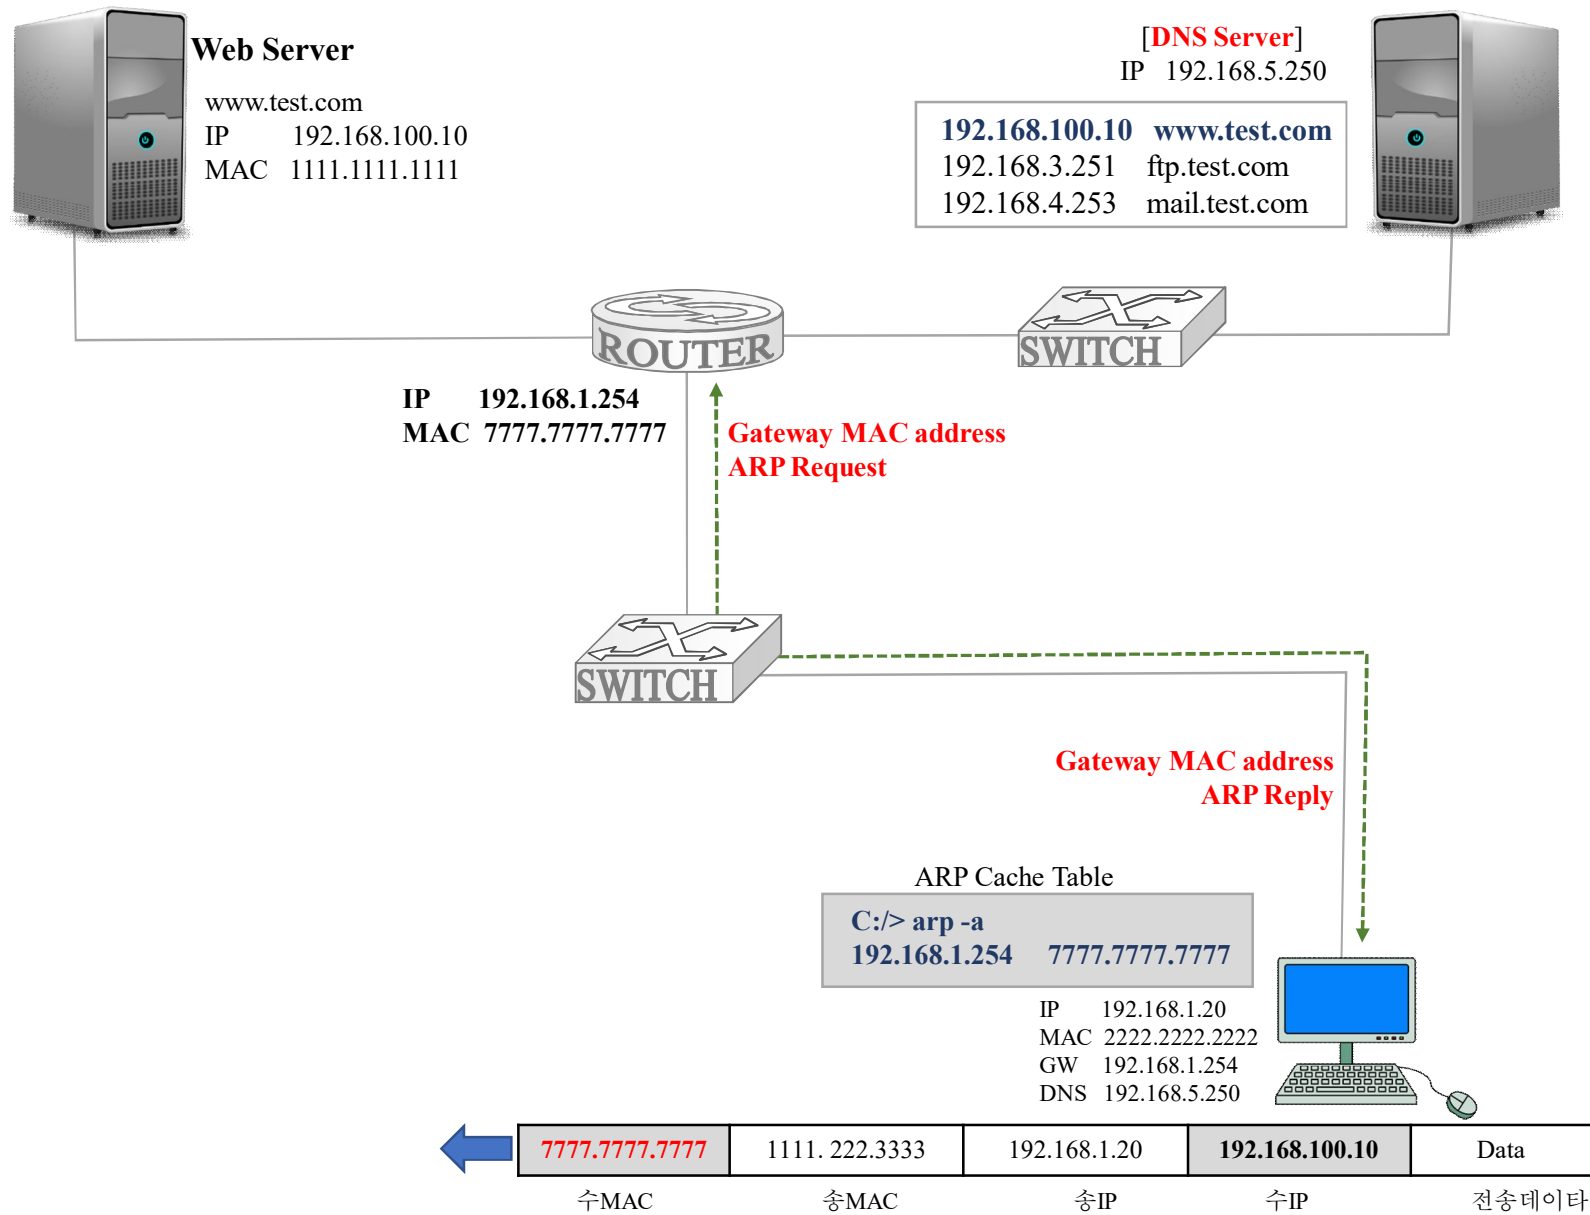 Web Server
www.test.com
IP 192.168.100.10
MAC 1111.1111.1111
[DNS Server]
IP 192.168.5.250
192.168.100.10 www.test.com
192.168.3.251 ftp.test.com
192.168.4.253 mail.test.com
ROUTER
SWITCH
IP 192.168.1.254
MAC 7777.7777.7777
Gateway MAC address
ARP Request
SWITCH
Gateway MAC address
ARP Reply
ARP Cache Table
C:/> arp -a
192.168.1.254 7777.7777.7777
IP 192.168.1.20
MAC 2222.2222.2222
GW 192.168.1.254
DNS 192.168.5.250
7777.7777.7777 1111. 222.3333 192.168.1.20 192.168.100.10 Data
수MAC 송MAC 송IP 수IP 전송데이타